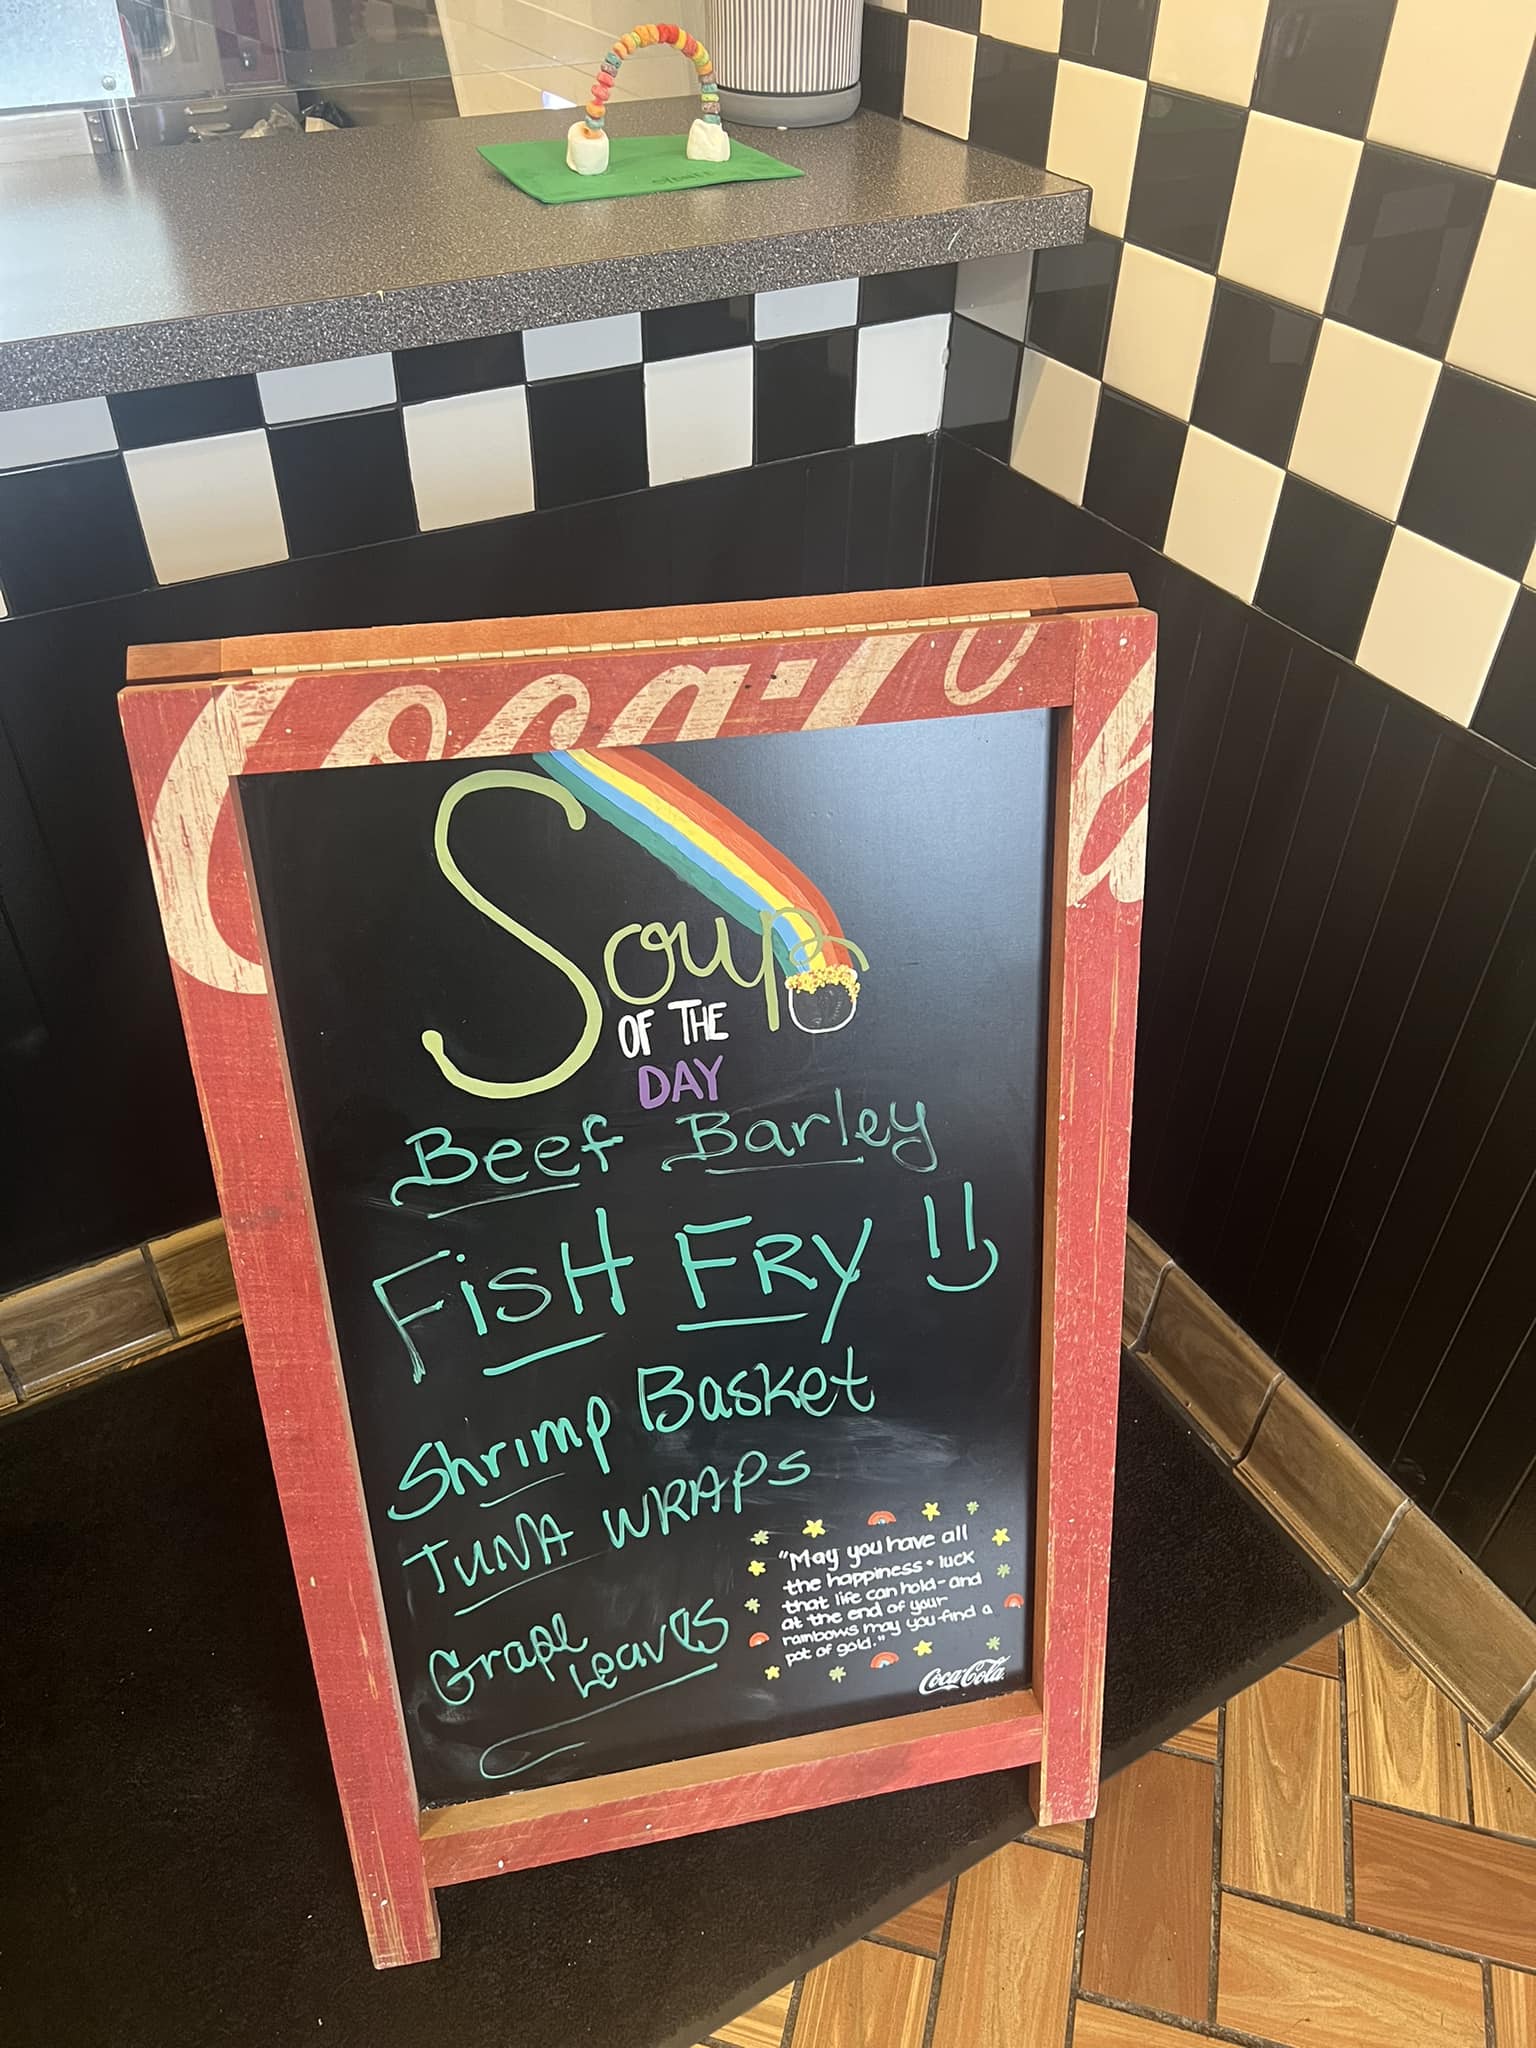 Coca-Cola
Soup
OF THE
DAY
Beef Barley
FisH FRY
Shrimp Basket
TUNA WRAPS
Grape
Leaves
"May you have all
the happiness + luck
that life can hold - and
at the end of your
rainbows may you find a
pot of gold."
Coca-Cola